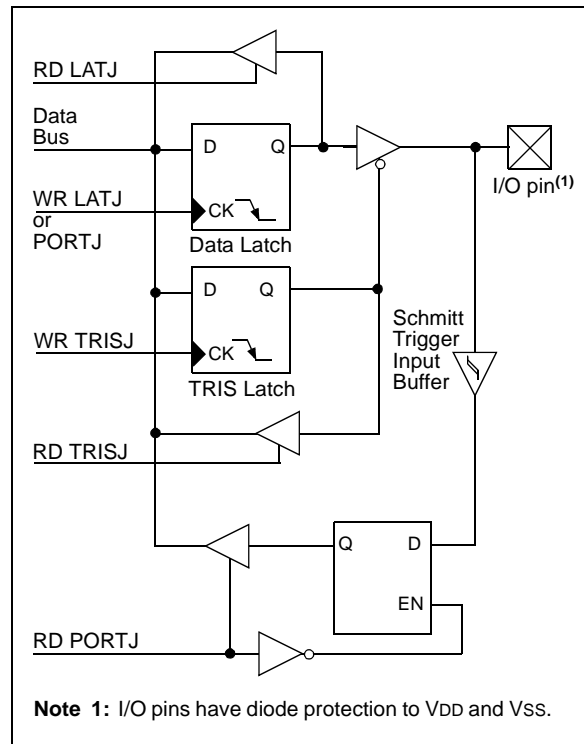 RD LATJ
Data
Bus
D Q
I/O pin(1)
WR LATJ
or
PORTJ
CK
Data Latch
D Q
Schmitt
Trigger
Input
Buffer
WR TRISJ
CK
TRIS Latch
RD TRISJ
Q D
EN
RD PORTJ
Note 1: I/O pins have diode protection to VDD and VSS.